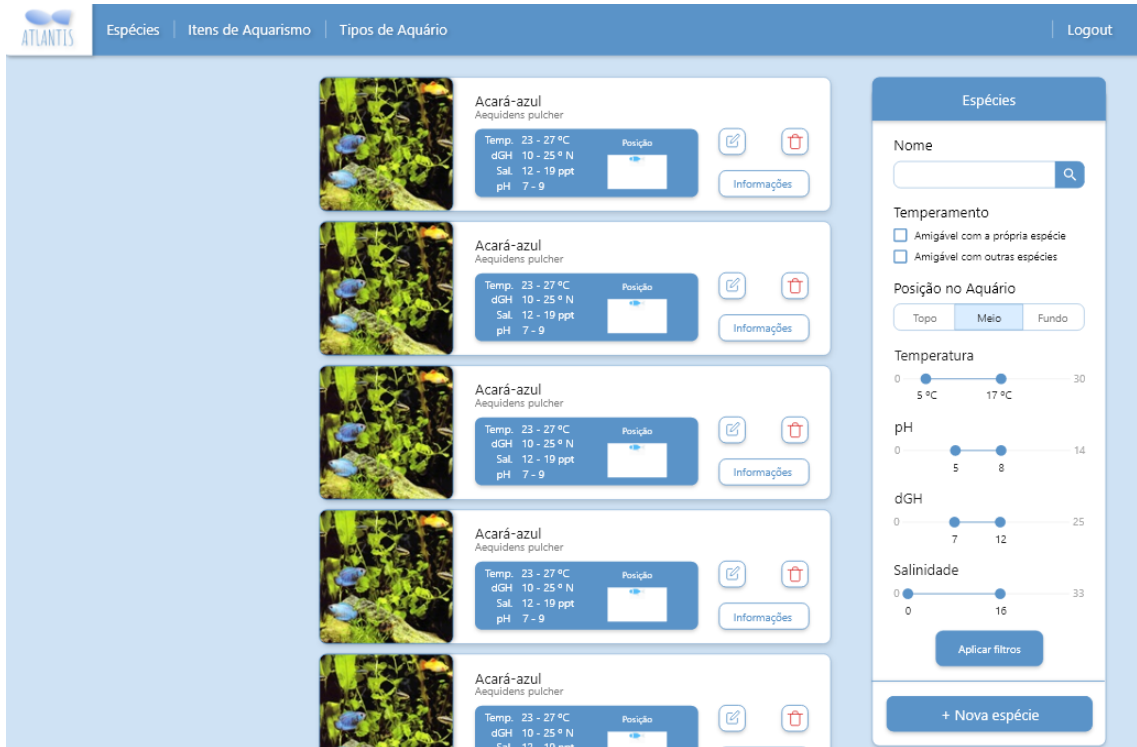 ATLANTIS
Espécies
Itens de Aquarismo
Tipos de Aquário
Logout
Acará-azul
Aequidens pulcher
Temp. 23 - 27 ºC
dGH 10 - 25 º N
Sal. 12 - 19 ppt
pH 7 - 9
Posição
Informações
Acará-azul
Aequidens pulcher
Temp. 23 - 27 ºC
dGH 10 - 25 º N
Sal. 12 - 19 ppt
pH 7 - 9
Posição
Informações
Acará-azul
Aequidens pulcher
Temp. 23 - 27 ºC
dGH 10 - 25 º N
Sal. 12 - 19 ppt
pH 7 - 9
Posição
Informações
Acará-azul
Aequidens pulcher
Temp. 23 - 27 ºC
dGH 10 - 25 º N
Sal. 12 - 19 ppt
pH 7 - 9
Posição
Informações
Acará-azul
Aequidens pulcher
Temp. 23 - 27 ºC
dGH 10 - 25 º N
Sal. 12 - 19 ppt
Posição
Espécies
Nome
Temperamento
Amigável com a própria espécie
Amigável com outras espécies
Posição no Aquário
Topo Meio Fundo
Temperatura
0 30
5 ºC 17 ºC
pH
0 14
5 8
dGH
0 25
7 12
Salinidade
0 33
0 16
Aplicar filtros
+ Nova espécie